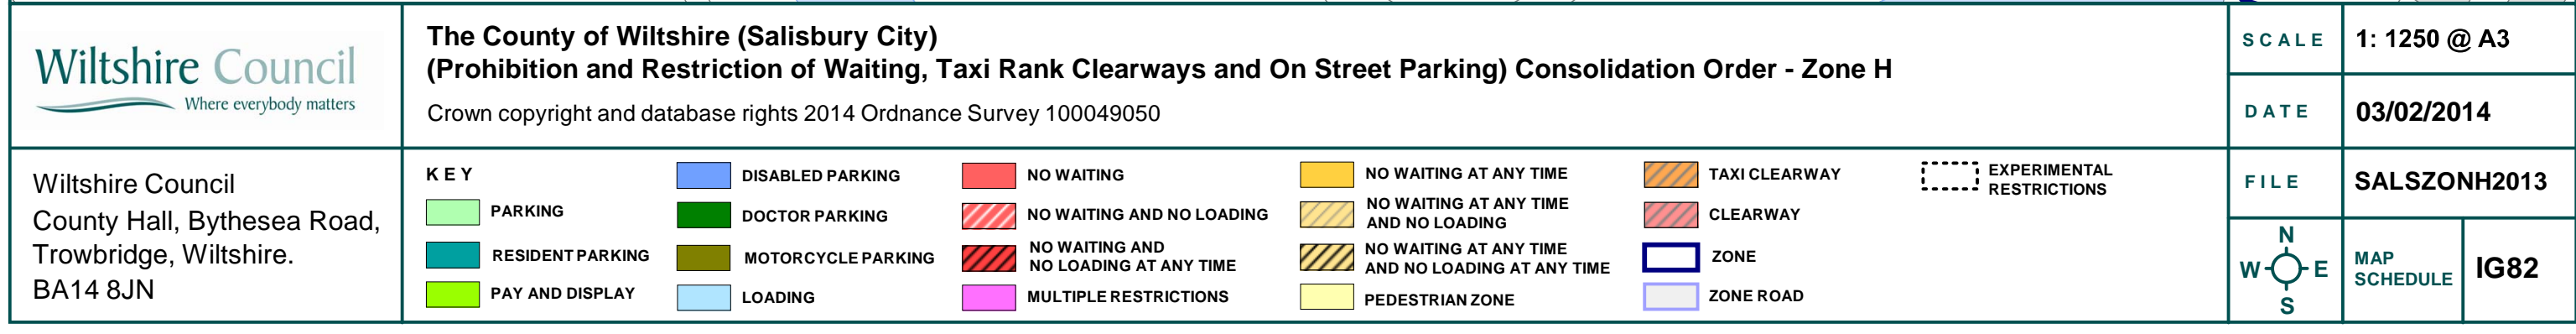 Wiltshire Council
Where everybody matters
The County of Wiltshire (Salisbury City)
(Prohibition and Restriction of Waiting, Taxi Rank Clearways and On Street Parking) Consolidation Order - Zone H
Crown copyright and database rights 2014 Ordnance Survey 100049050
SCALE
1: 1250 @ A3
DATE
03/02/2014
Wiltshire Council
County Hall, Bythesea Road,
Trowbridge, Wiltshire.
BA14 8JN
KEY
PARKING
RESIDENT PARKING
PAY AND DISPLAY
DISABLED PARKING
DOCTOR PARKING
MOTORCYCLE PARKING
LOADING
NO WAITING
NO WAITING AND NO LOADING
NO WAITING AND
NO LOADING AT ANY TIME
MULTIPLE RESTRICTIONS
NO WAITING AT ANY TIME
NO WAITING AT ANY TIME
AND NO LOADING
NO WAITING AT ANY TIME
AND NO LOADING AT ANY TIME
PEDESTRIAN ZONE
TAXI CLEARWAY
CLEARWAY
ZONE
ZONE ROAD
EXPERIMENTAL
RESTRICTIONS
FILE
SALSZONH2013
N
W E
S
MAP
SCHEDULE
IG82